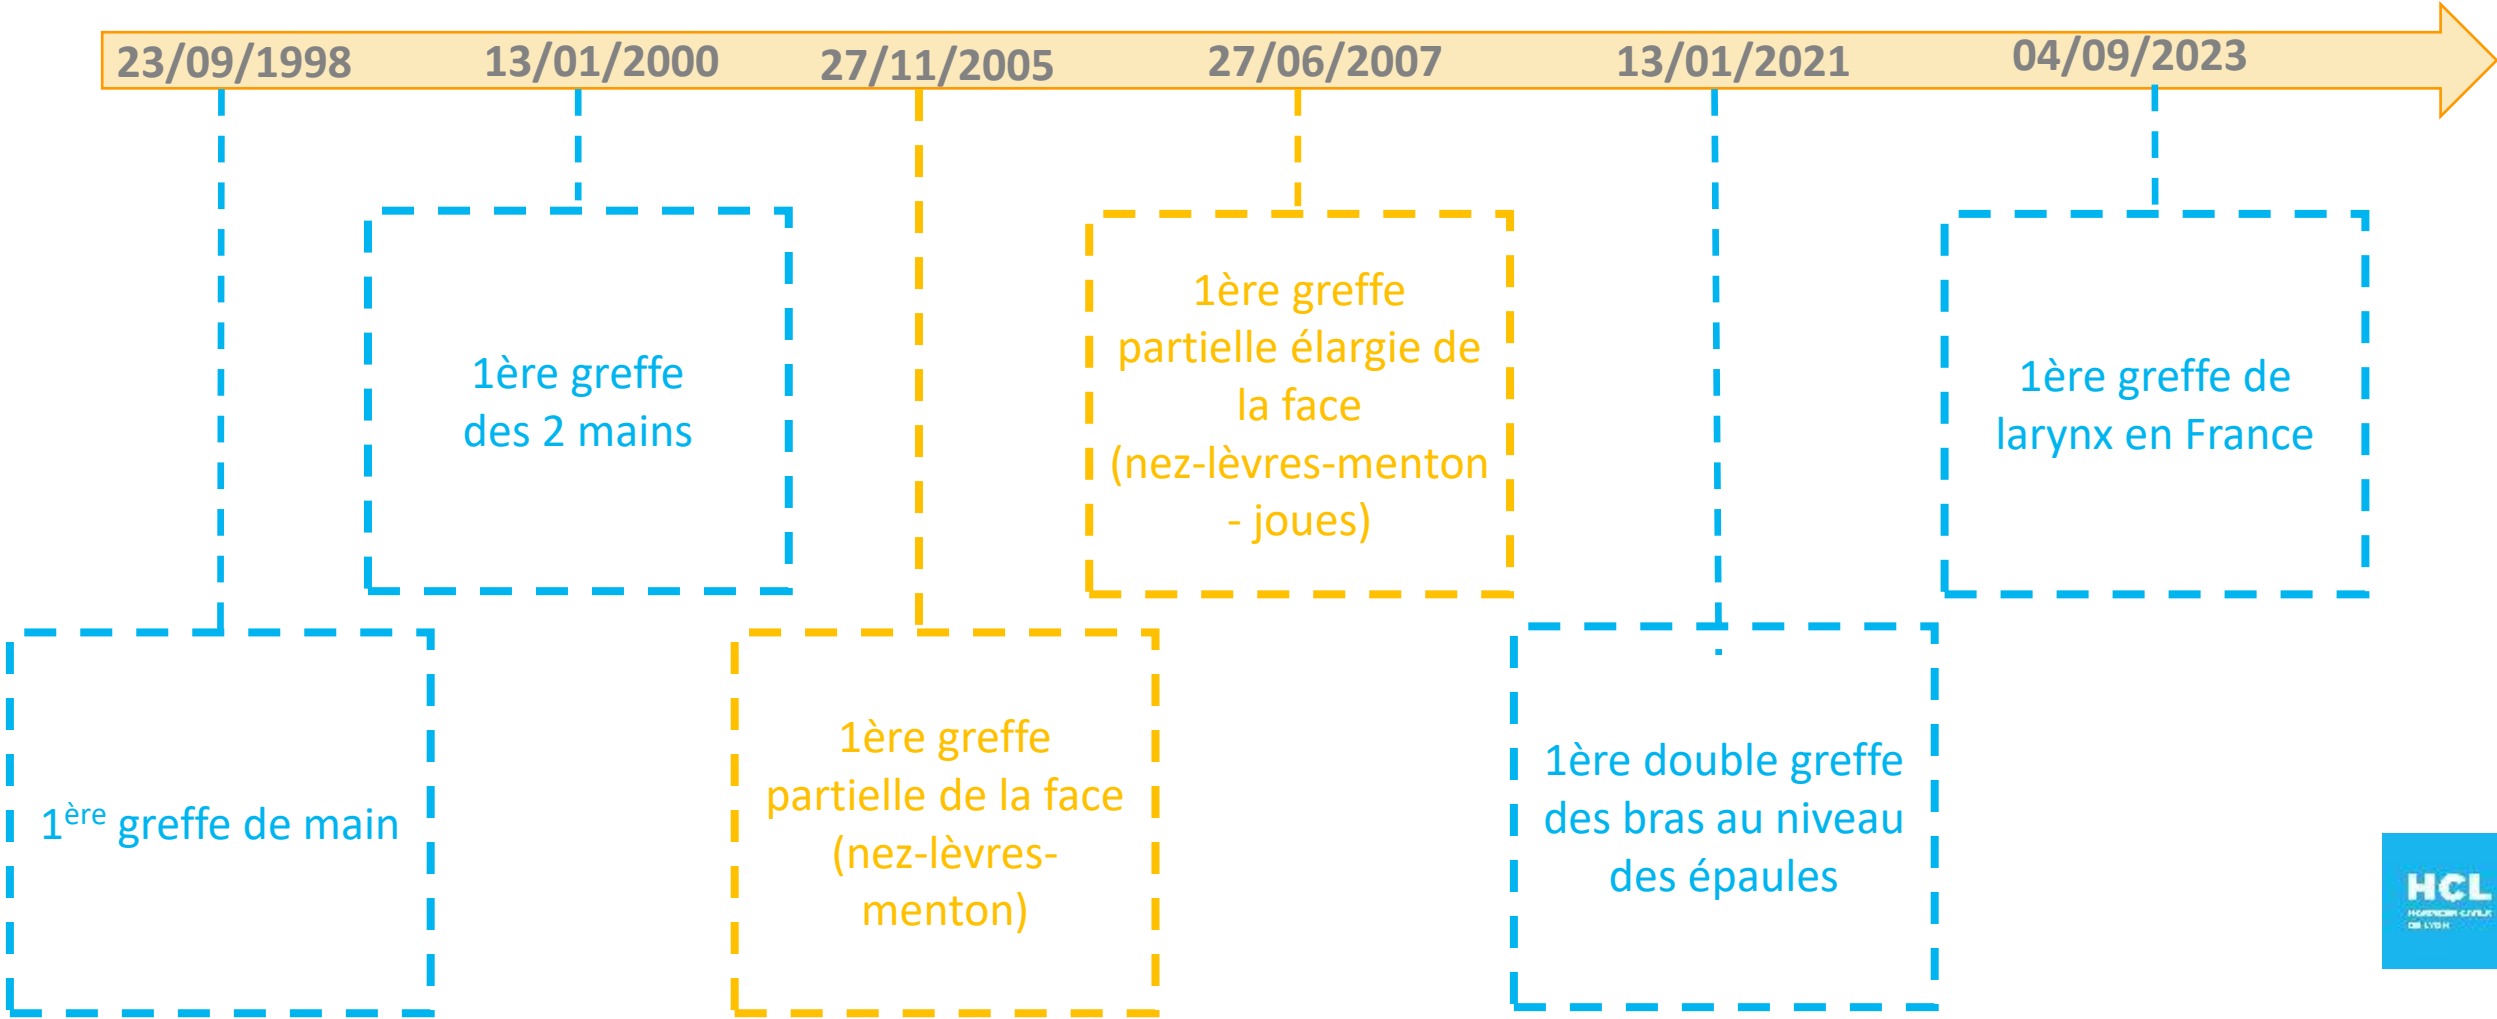 23/09/1998
13/01/2000
27/11/2005
27/06/2007
13/01/2021
04/09/2023
1ère greffe
des 2 mains
1ère greffe
partielle élargie de
la face
(nez-lèvres-menton
- joues)
1ère greffe de
larynx en France
1ère greffe de main
1ère greffe
partielle de la face
(nez-lèvres-
menton)
1ère double greffe
des bras au niveau
des épaules
HCL
DE LYON